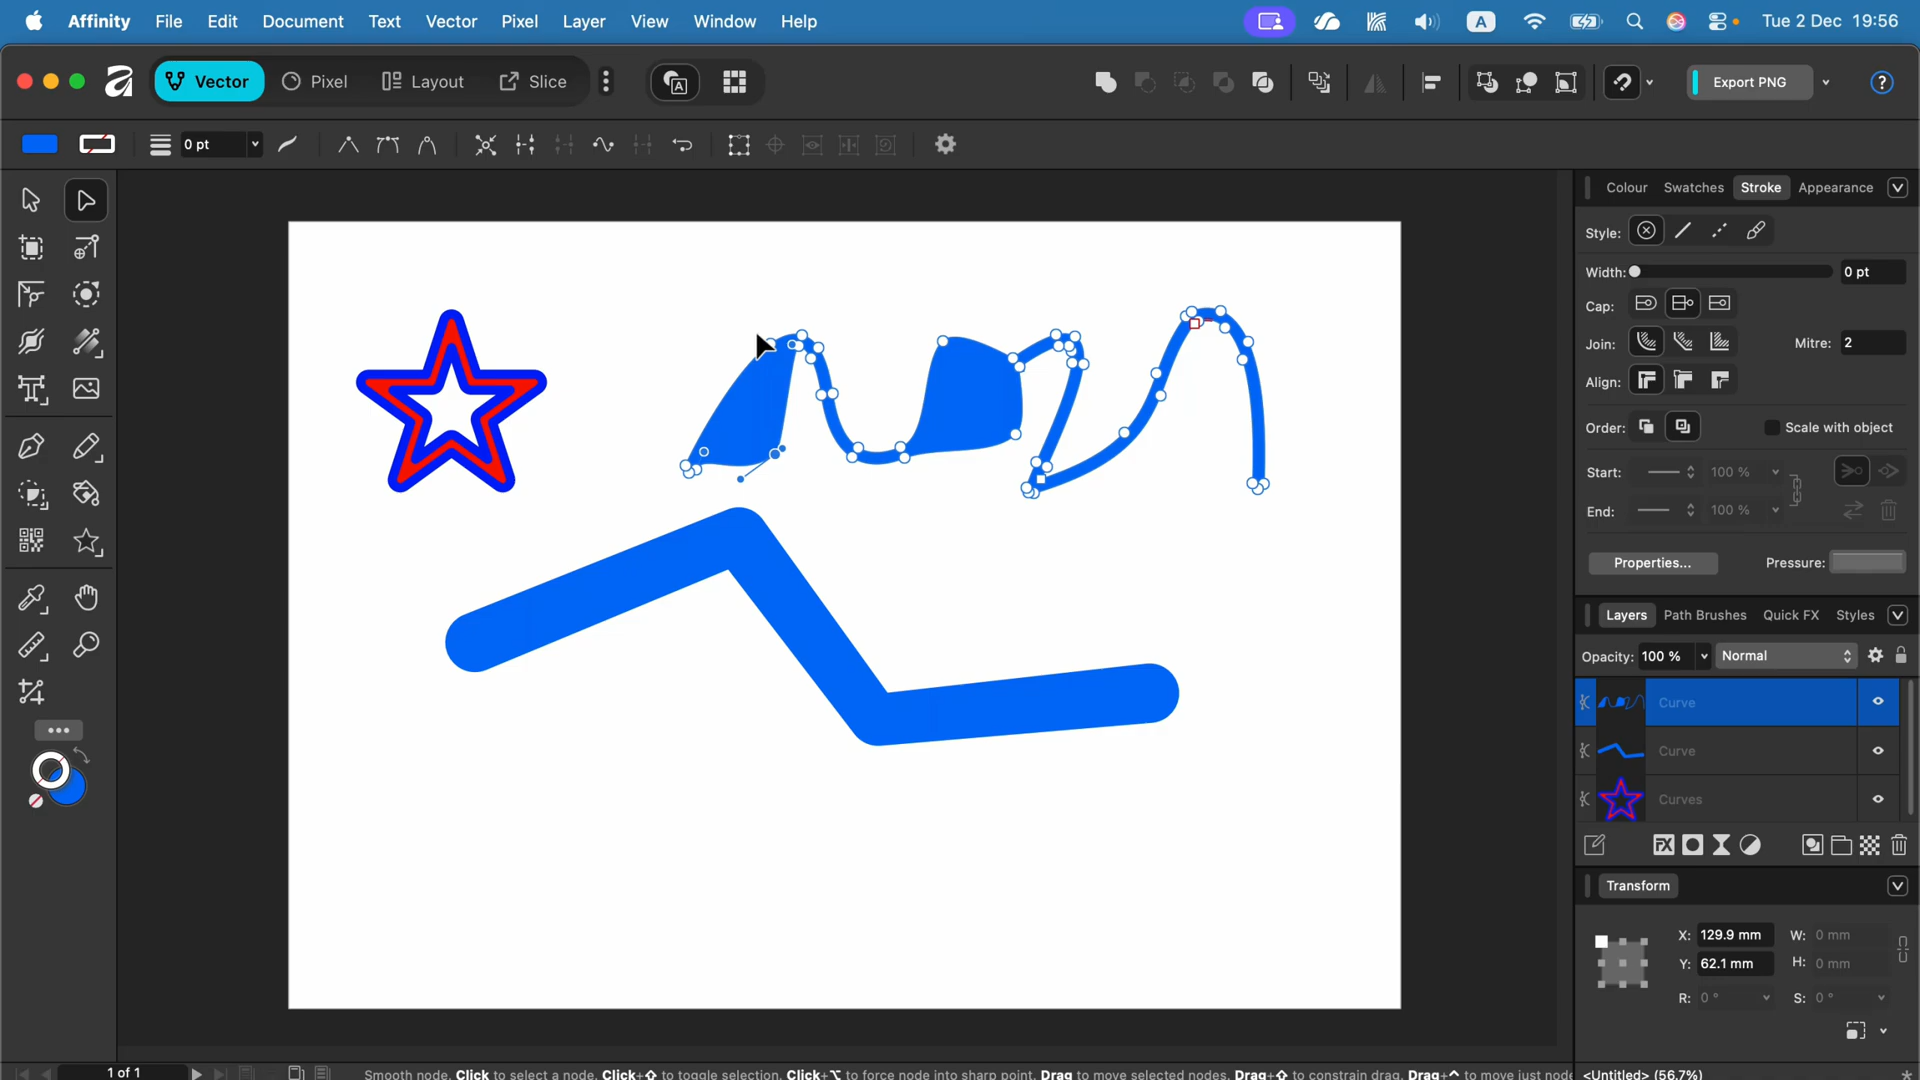 Affinity File Edit Document Text Vector Pixel Layer View Window Help A Tue 2 Dec 19:56
Vector Pixel Layout Slice A Export PNG ?
0 pt
Colour Swatches Stroke Appearance
Style:
Width: 0 pt
Cap:
Join: Mitre: 2
Align:
Order: Scale with object
Start: 100 %
End: 100 %
Properties... Pressure:
Layers Path Brushes Quick FX Styles
Opacity: 100 % Normal
Curve
Curve
Curves
FX
Transform
X: 129.9 mm W: 0 mm
Y: 62.1 mm H: 0 mm
R: 0 ° S: 0 °
1 of 1 Smooth node. Click to select a node. Click+⇧ to toggle selection. Click+⌥ to force node into sharp point. Drag to move selected nodes. Drag+⇧ to constrain drag. Drag+^ to move just node <Untitled> (56.7%)